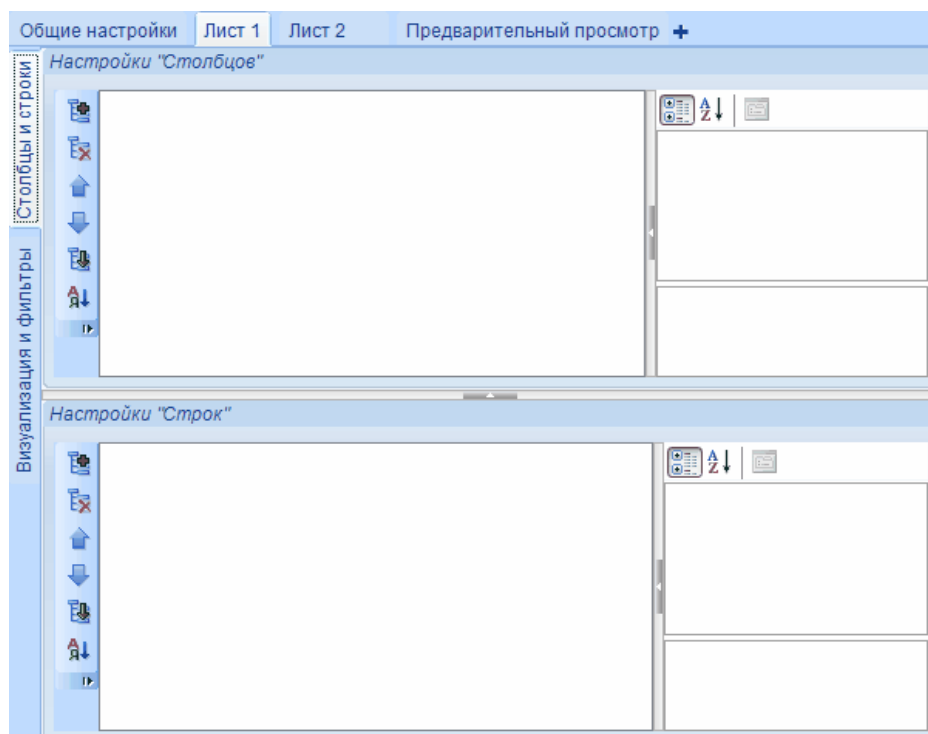 Общие настройки Лист 1 Лист 2 Предварительный просмотр
Столбцы и строки
Визуализация и фильтры
Настройки "Столбцов"
A
Z
А
Я
Настройки "Строк"
A
Z
А
Я